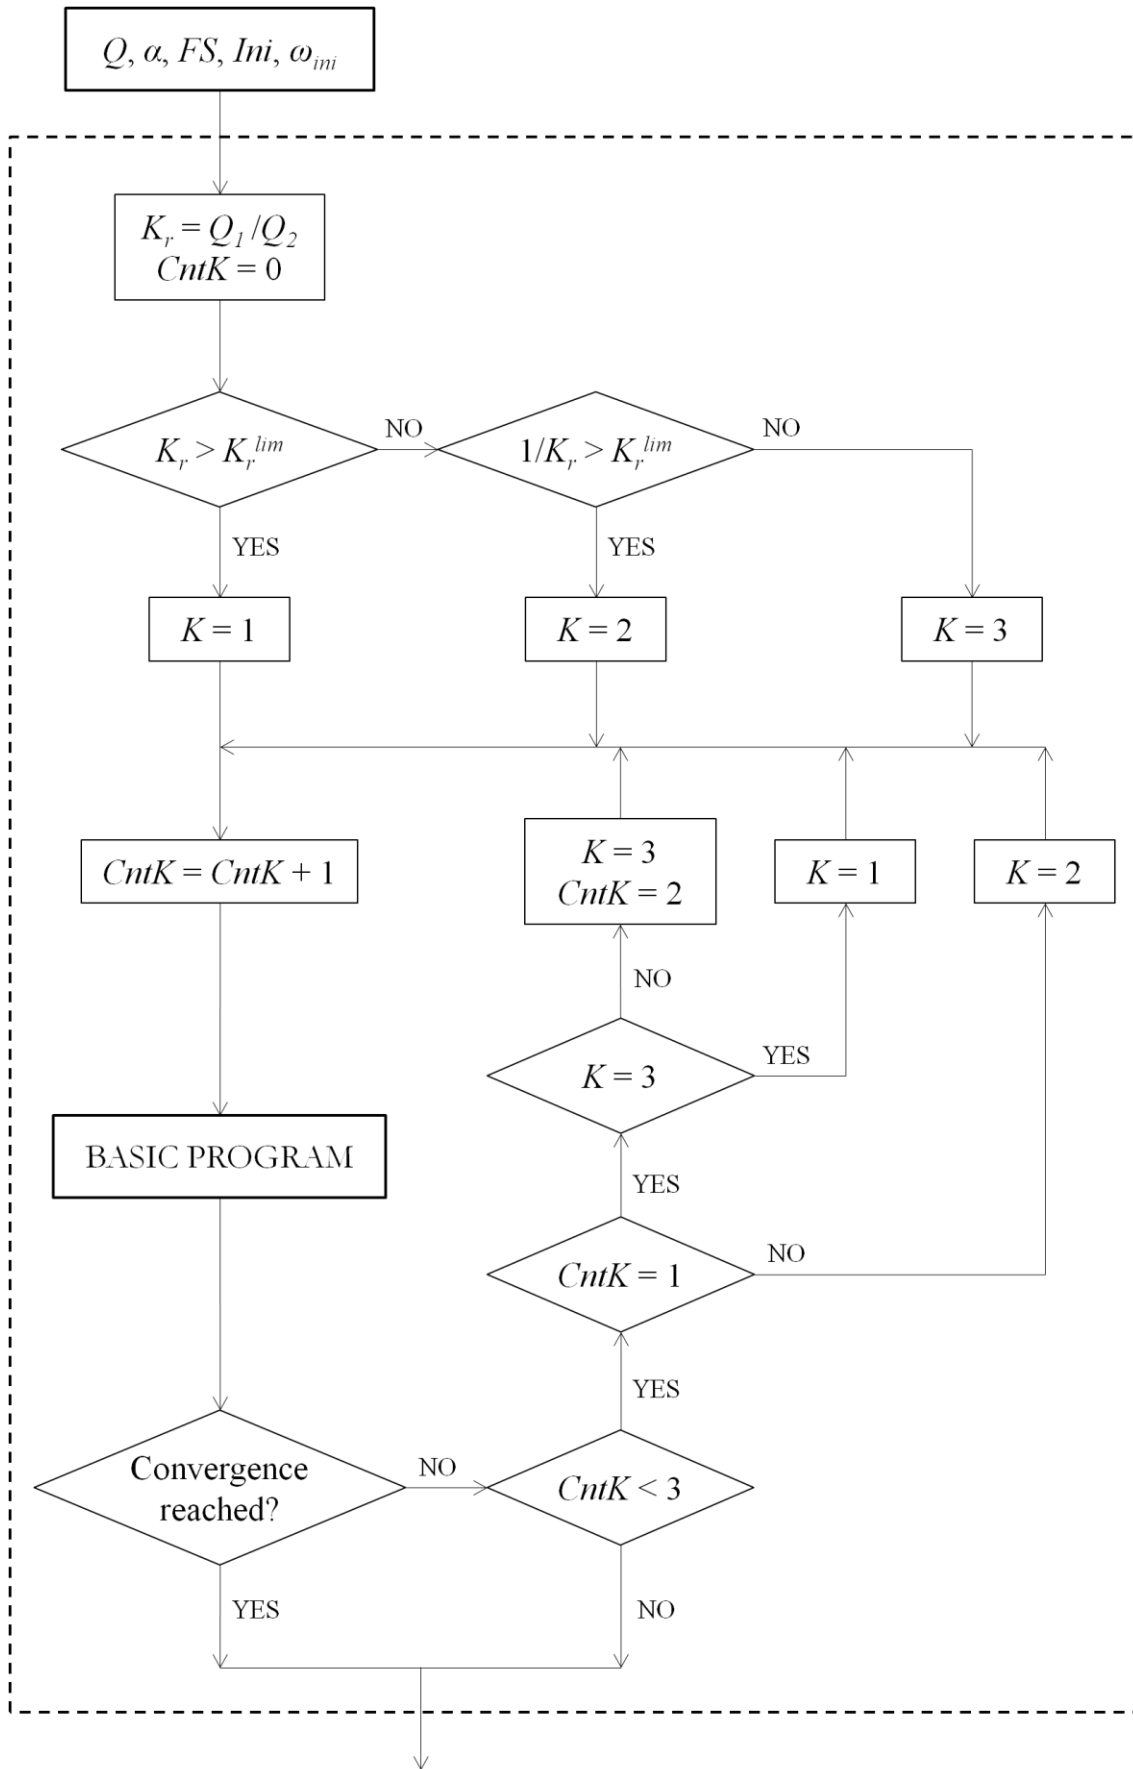 Q, α, FS, Ini, ω_ini
K_r = Q_1 /Q_2
CntK = 0
K_r > K_r^lim
NO
1/K_r > K_r^lim
NO
YES
YES
K = 1
K = 2
K = 3
CntK = CntK + 1
K = 3
CntK = 2
K = 1
K = 2
NO
K = 3
YES
BASIC PROGRAM
YES
CntK = 1
NO
YES
Convergence
reached?
NO
CntK < 3
YES
NO